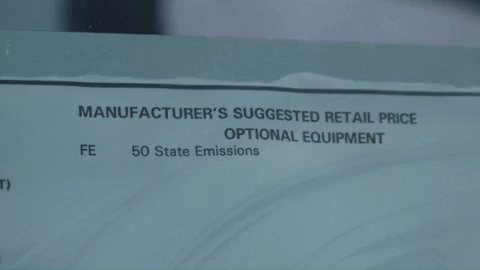 MANUFACTURER'S SUGGESTED RETAIL PRICE
OPTIONAL EQUIPMENT
FE 50 State Emissions
T)